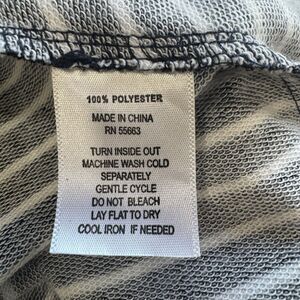 100% POLYESTER
MADE IN CHINA
RN 55663
TURN INSIDE OUT
MACHINE WASH COLD
SEPARATELY
GENTLE CYCLE
DO NOT BLEACH
LAY FLAT TO DRY
COOL IRON IF NEEDED